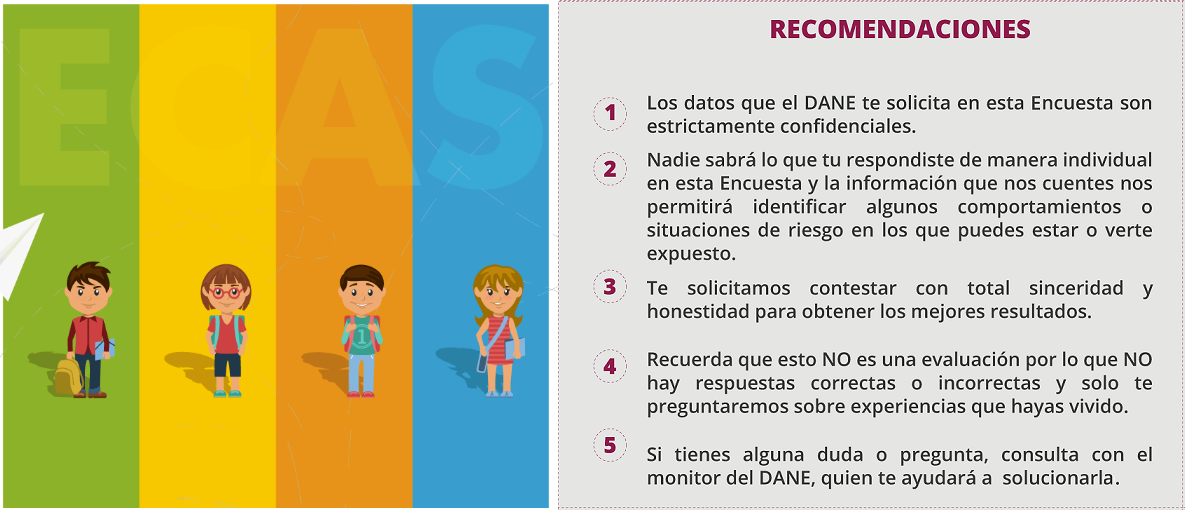 ECAS
RECOMENDACIONES
1
Los datos que el DANE te solicita en esta Encuesta son
estrictamente confidenciales.
2
Nadie sabrá lo que tu respondiste de manera individual
en esta Encuesta y la información que nos cuentes nos
permitirá identificar algunos comportamientos o
situaciones de riesgo en los que puedes estar o verte
expuesto.
3
Te solicitamos contestar con total sinceridad y
honestidad para obtener los mejores resultados.
4
Recuerda que esto NO es una evaluación por lo que NO
hay respuestas correctas o incorrectas y solo te
preguntaremos sobre experiencias que hayas vivido.
5
Si tienes alguna duda o pregunta, consulta con el
monitor del DANE, quien te ayudará a solucionarla.
1